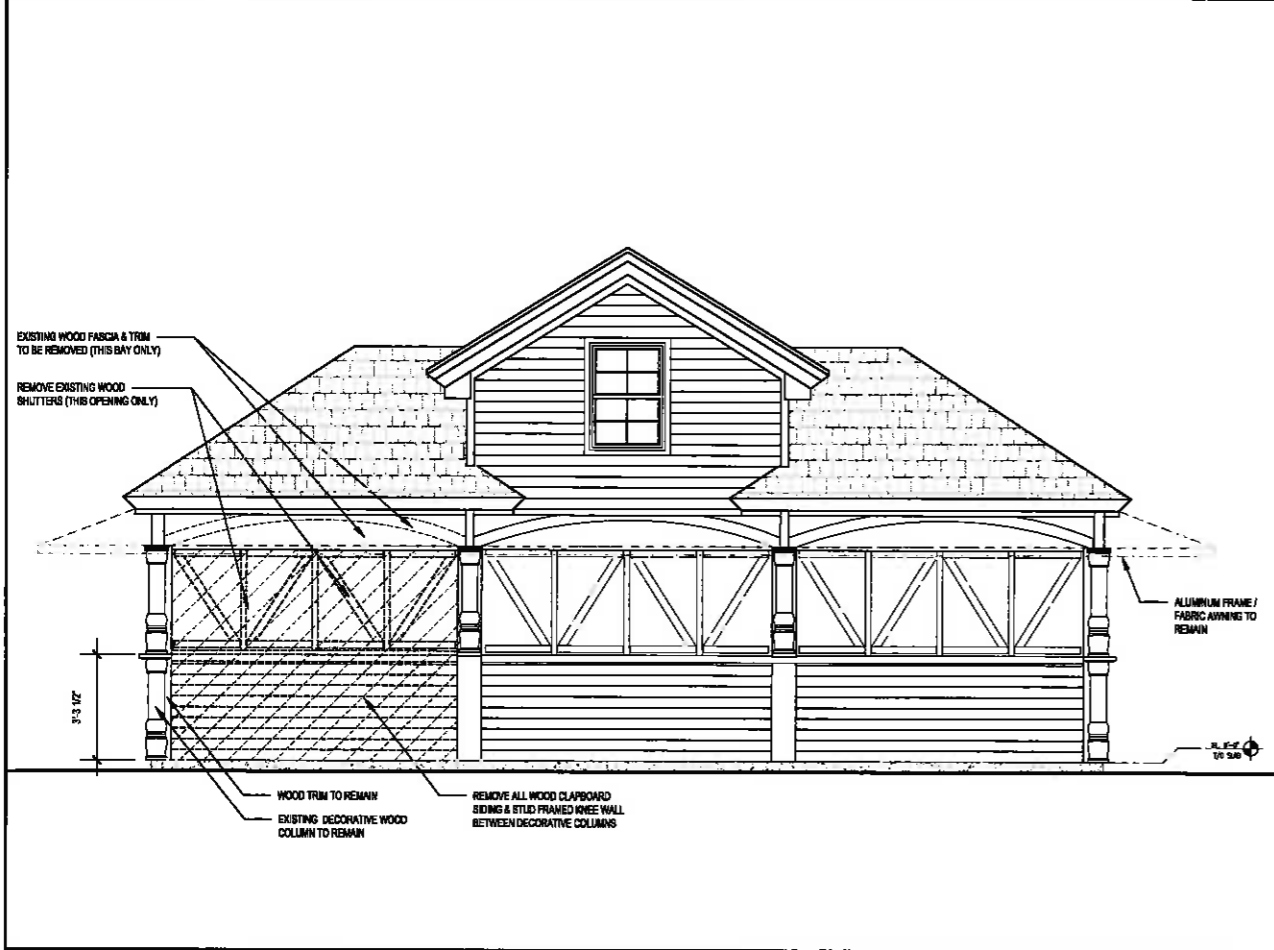 EXISTING WOOD FASCIA & TRIM
TO BE REMOVED (THIS BAY ONLY)
REMOVE EXISTING WOOD
SHUTTERS (THIS OPENING ONLY)
ALUMINUM FRAME /
FABRIC AWNING TO
REMAIN
3'-3 1/2"
T/O SLAB
WOOD TRIM TO REMAIN
EXISTING DECORATIVE WOOD
COLUMN TO REMAIN
REMOVE ALL WOOD CLAPBOARD
SIDING & STUD FRAMED KNEE WALL
BETWEEN DECORATIVE COLUMNS